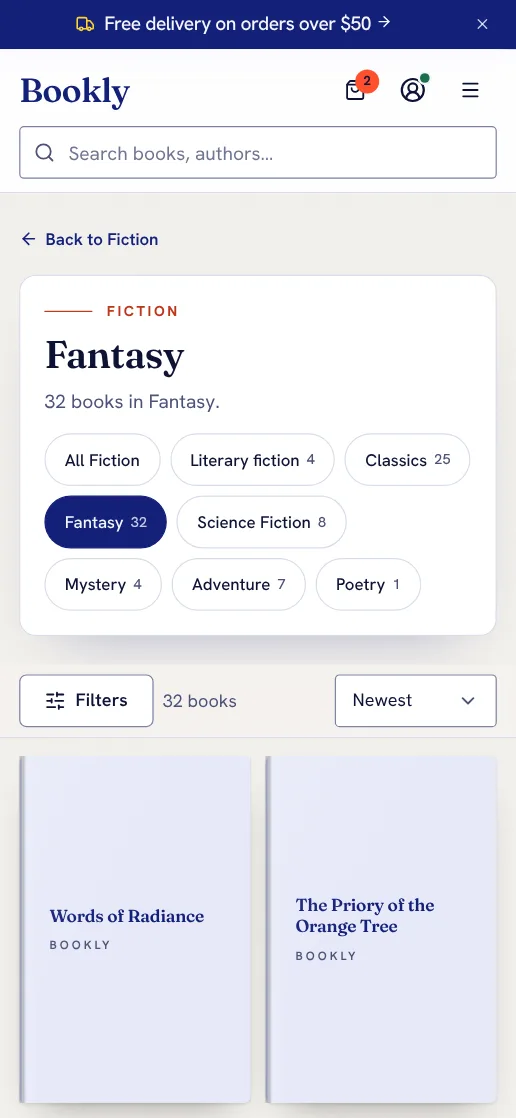 Free delivery on orders over $50 →
Bookly
2
Search books, authors...
← Back to Fiction
FICTION
Fantasy
32 books in Fantasy.
All Fiction
Literary fiction 4
Classics 25
Fantasy 32
Science Fiction 8
Mystery 4
Adventure 7
Poetry 1
Filters
32 books
Newest
Words of Radiance
BOOKLY
The Priory of the
Orange Tree
BOOKLY